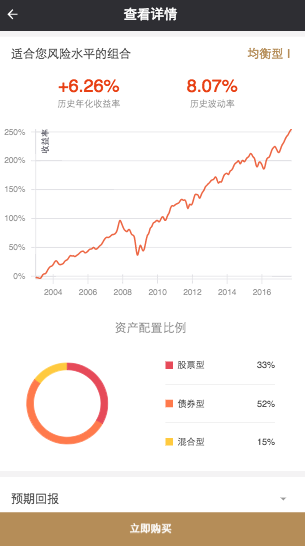 查看详情
适合您风险水平的组合 均衡型 I
+6.26% 8.07%
历史年化收益率 历史波动率
收益率
250%
200%
150%
100%
50%
0%
2004 2006 2008 2010 2012 2014 2016
资产配置比例
股票型 33%
债券型 52%
混合型 15%
预期回报
立即购买